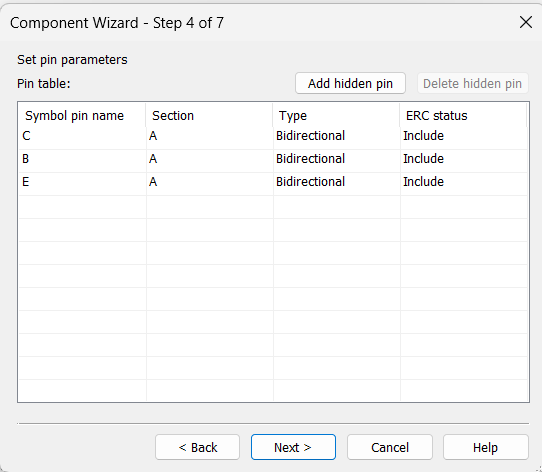 Component Wizard - Step 4 of 7
Set pin parameters
Pin table: Add hidden pin Delete hidden pin
Symbol pin name Section Type ERC status
C A Bidirectional Include
B A Bidirectional Include
E A Bidirectional Include
< Back Next > Cancel Help